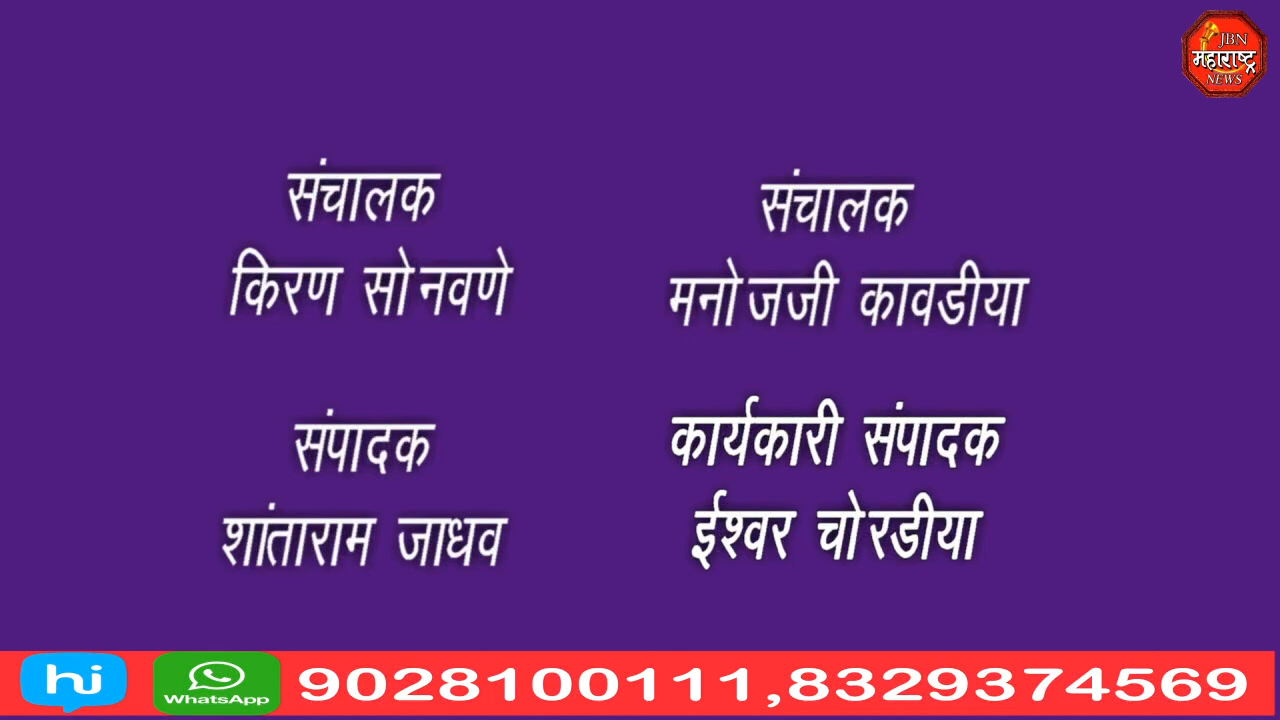 JBN
महाराष्ट्र
NEWS
संचालक
किरण सोनवणे
संचालक
मनोजजी कावडीया
संपादक
शांताराम जाधव
कार्यकारी संपादक
ईश्वर चोरडीया
hi
WhatsApp
9028100111,8329374569